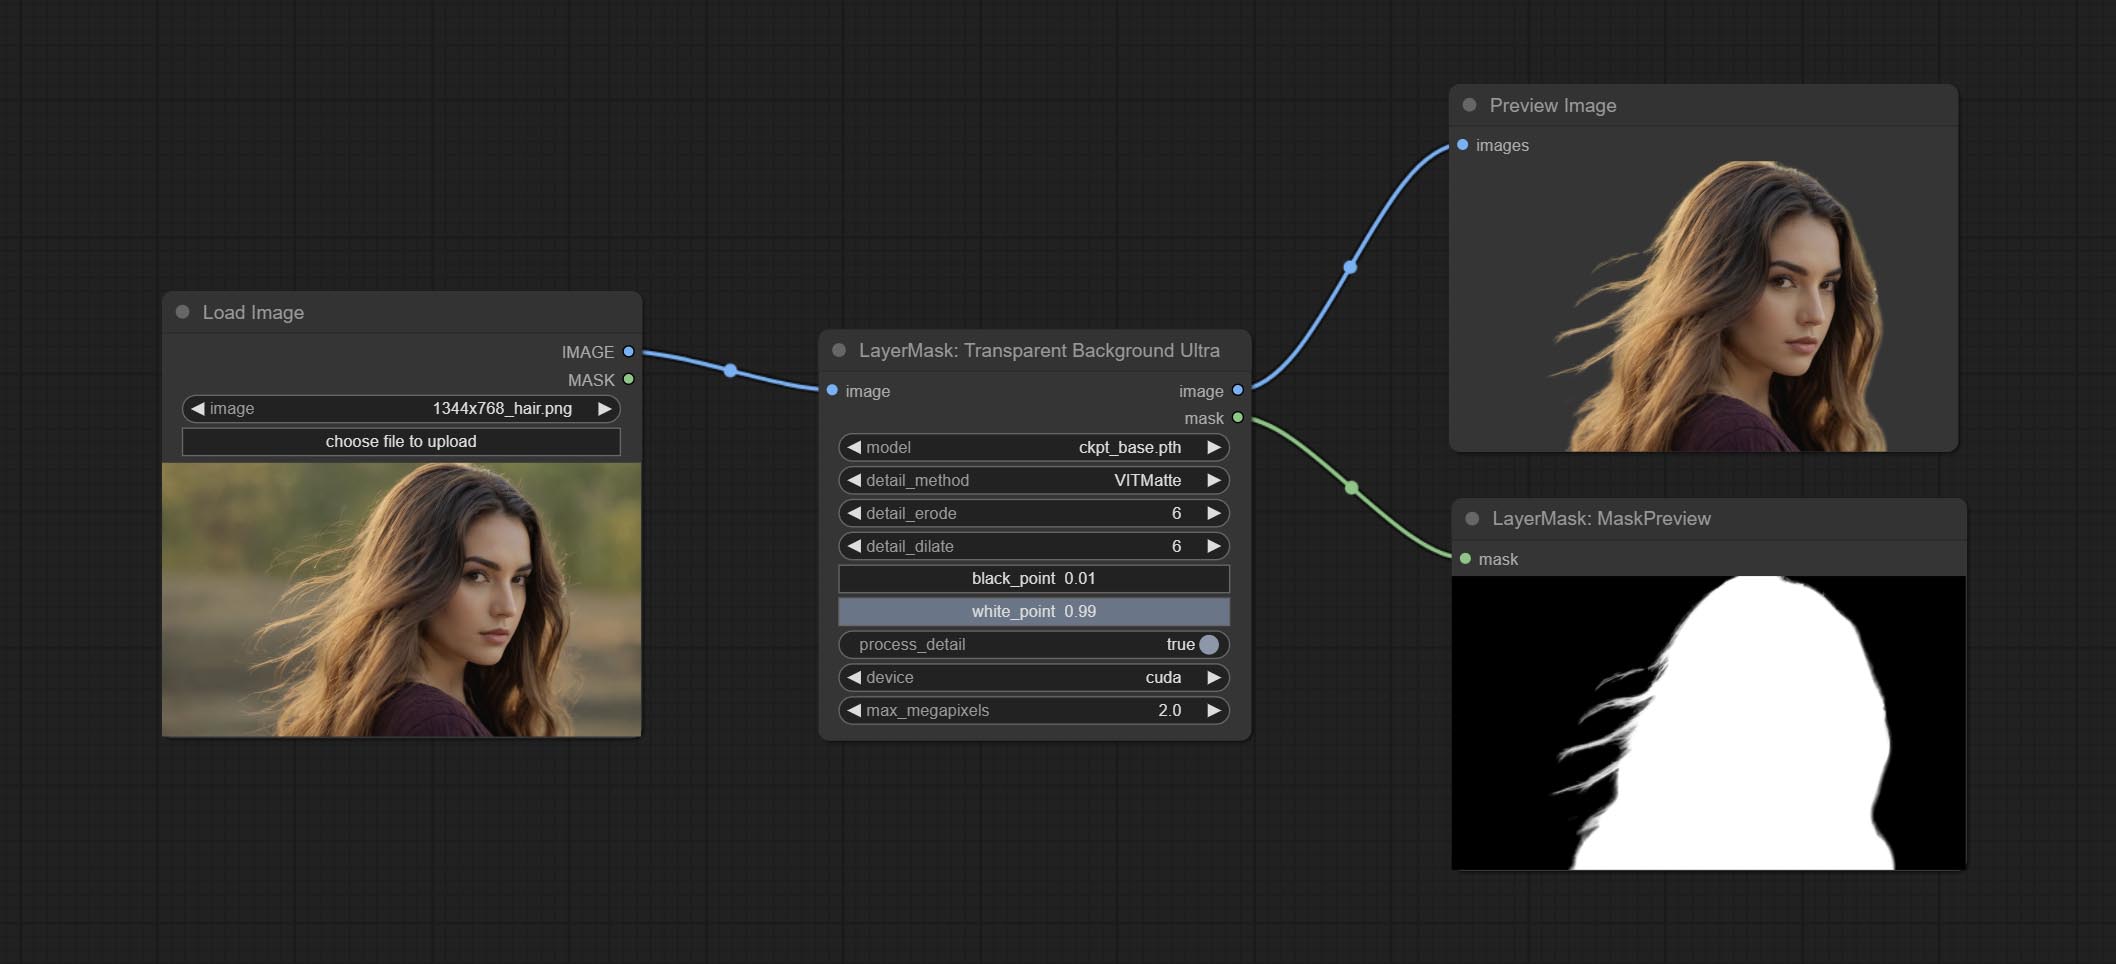 Load Image
IMAGE
MASK
image 1344x768_hair.png
choose file to upload
LayerMask: Transparent Background Ultra
image image
mask
model ckpt_base.pth
detail_method VITMatte
detail_erode 6
detail_dilate 6
black_point 0.01
white_point 0.99
process_detail true
device cuda
max_megapixels 2.0
Preview Image
images
LayerMask: MaskPreview
mask